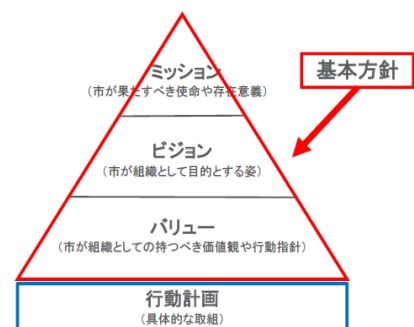 ミッション
（市が果たすべき使命や存在意義）
基本方針
ビジョン
（市が組織として目的とする姿）
バリュー
（市が組織としての持つべき価値観や行動指針）
行動計画
（具体的な取組）